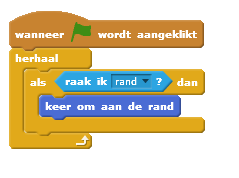 wanneer wordt aangeklikt
herhaal
als raak ik rand ? dan
keer om aan de rand